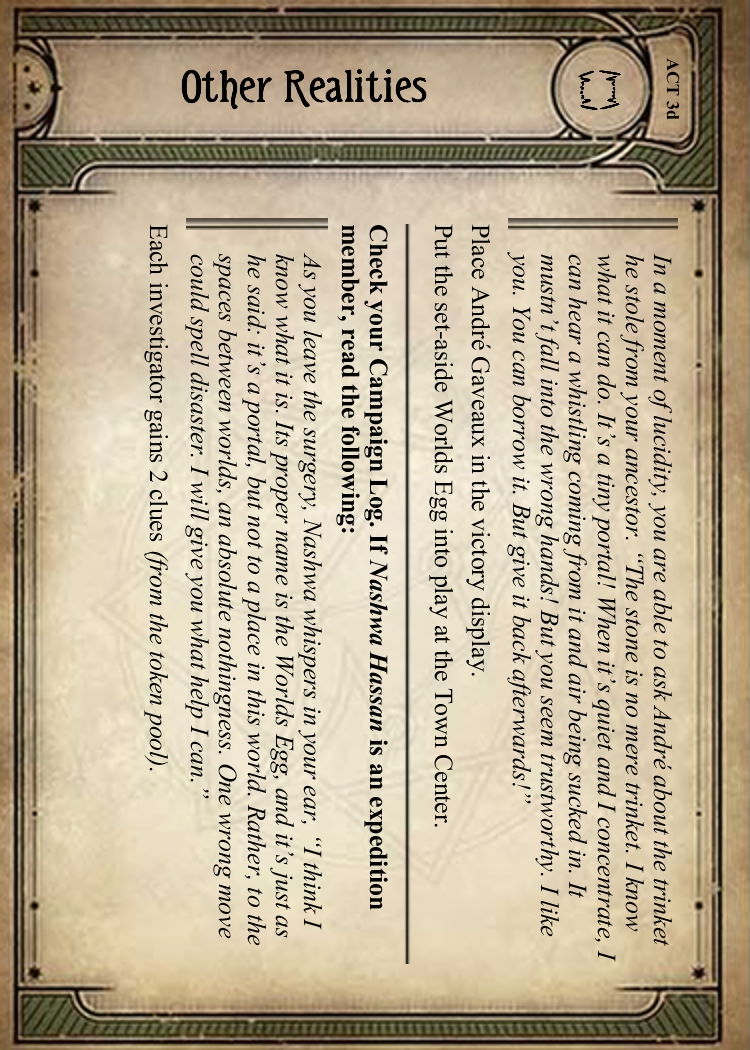 ACT 3d
Other Realities
In a moment of lucidity, you are able to ask André about the trinket
he stole from your ancestor. “The stone is no mere trinket. I know
what it can do. It’s a tiny portal! When it’s quiet and I concentrate, I
can hear a whistling coming from it and air being sucked in. It
mustn’t fall into the wrong hands! But you seem trustworthy. I like
you. You can borrow it. But give it back afterwards!”
Place André Gaveaux in the victory display.
Put the set-aside Worlds Egg into play at the Town Center.
Check your Campaign Log. If Nashwa Hassan is an expedition
member, read the following:
As you leave the surgery, Nashwa whispers in your ear, “I think I
know what it is. Its proper name is the Worlds Egg, and it’s just as
he said: it’s a portal, but not to a place in this world. Rather, to the
spaces between worlds, an absolute nothingness. One wrong move
could spell disaster. I will give you what help I can.”
Each investigator gains 2 clues (from the token pool).